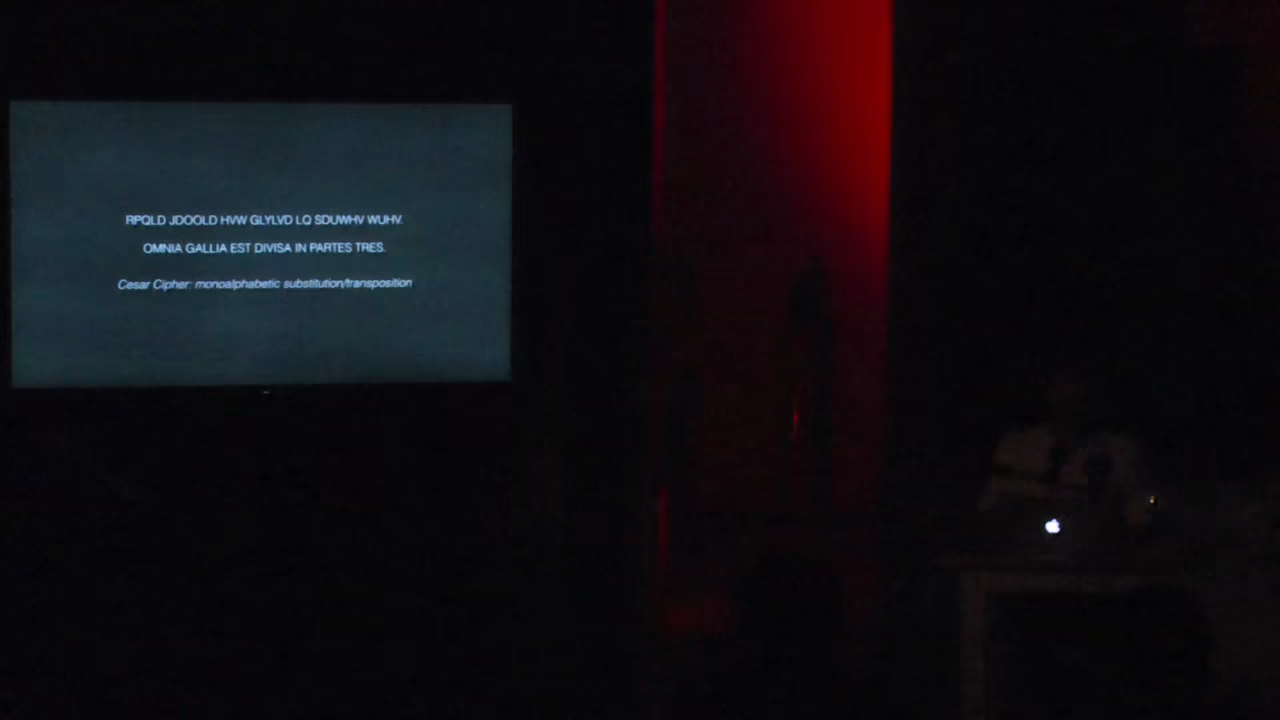 RPQLD JDOOLD HVW GLYLVD LQ SDUWHV WUHV.
OMNIA GALLIA EST DIVISA IN PARTES TRES.
Cesar Cipher: monoalphabetic substitution/transposition